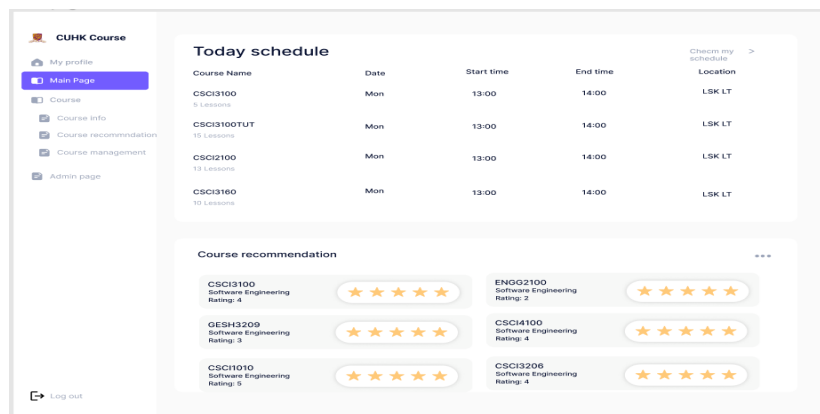 CUHK Course
My profile
Main Page
Course
Course info
Course recommndation
Course management
Admin page
Log out
Today schedule
Checm my schedule >
Course Name Date Start time End time Location
CSCI3100 Mon 13:00 14:00 LSK LT
5 Lessons
CSCI3100TUT Mon 13:00 14:00 LSK LT
15 Lessons
CSCI2100 Mon 13:00 14:00 LSK LT
13 Lessons
CSCI3160 Mon 13:00 14:00 LSK LT
10 Lessons
Course recommendation
CSCI3100
Software Engineering
Rating: 4
ENGG2100
Software Engineering
Rating: 2
GESH3209
Software Engineering
Rating: 3
CSCI4100
Software Engineering
Rating: 4
CSCI1010
Software Engineering
Rating: 5
CSCI3206
Software Engineering
Rating: 4